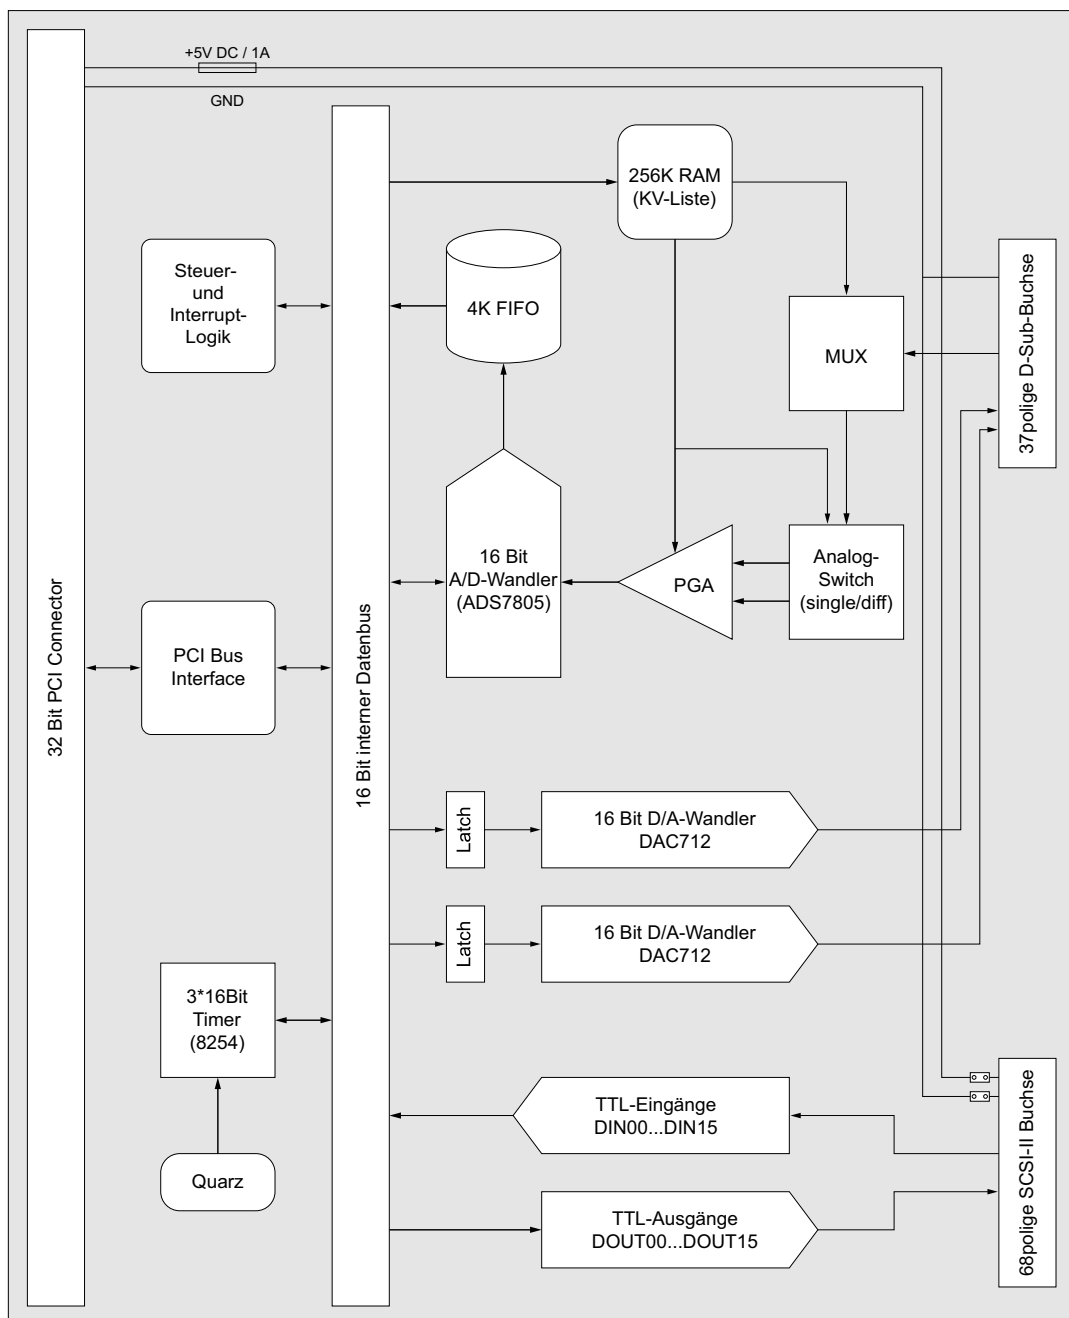 +5V DC / 1A
GND
32 Bit PCI Connector
16 Bit interner Datenbus
256K RAM
(KV-Liste)
Steuer-
und
Interrupt-
Logik
4K FIFO
MUX
37polige D-Sub-Buchse
16 Bit
A/D-Wandler
(ADS7805)
PGA
Analog-
Switch
(single/diff)
PCI Bus
Interface
Latch
16 Bit D/A-Wandler
DAC712
Latch
16 Bit D/A-Wandler
DAC712
3*16Bit
Timer
(8254)
TTL-Eingänge
DIN00...DIN15
68polige SCSI-II Buchse
Quarz
TTL-Ausgänge
DOUT00...DOUT15